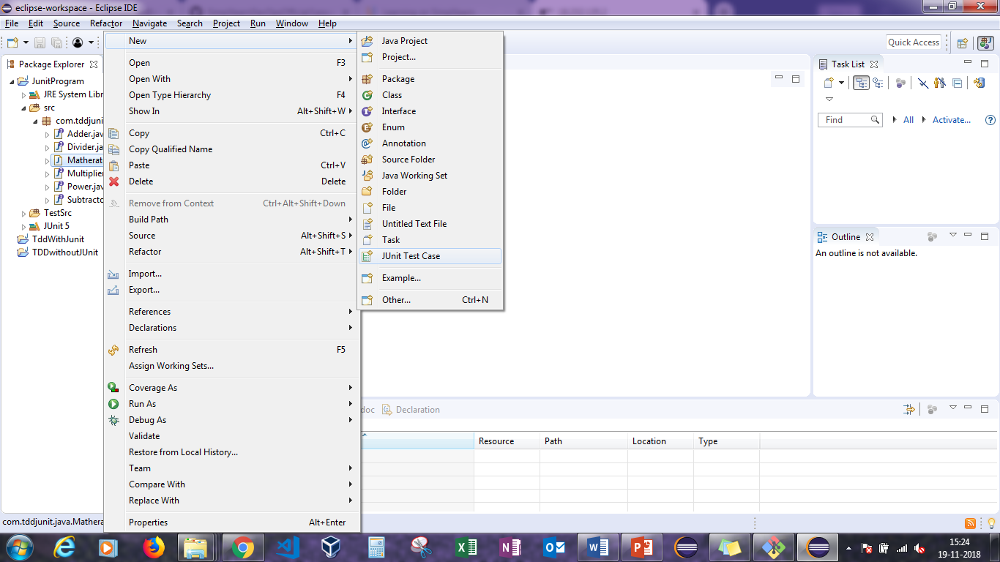 eclipse-workspace - Eclipse IDE
File Edit Source Refactor Navigate Search Project Run Window Help
Quick Access
Package Explorer
JunitProgram
JRE System Libr
src
com.tddjuni
Adder.jav
Divider.ja
Matherat
Multiplier
Power.jav
Subtracto
TestSrc
JUnit 5
TddWithJunit
TDDwithoutJUnit
New
Open F3
Open With
Open Type Hierarchy F4
Show In Alt+Shift+W
Copy Ctrl+C
Copy Qualified Name
Paste Ctrl+V
Delete Delete
Remove from Context Ctrl+Alt+Shift+Down
Build Path
Source Alt+Shift+S
Refactor Alt+Shift+T
Import...
Export...
References
Declarations
Refresh F5
Assign Working Sets...
Coverage As
Run As
Debug As
Validate
Restore from Local History...
Team
Compare With
Replace With
Properties Alt+Enter
Java Project
Project...
Package
Class
Interface
Enum
Annotation
Source Folder
Java Working Set
Folder
File
Untitled Text File
Task
JUnit Test Case
Example...
Other... Ctrl+N
Task List
Find All Activate...
Outline
An outline is not available.
doc Declaration
Resource Path Location Type
com.tddjunit.java.Mathera
15:24
19-11-2018